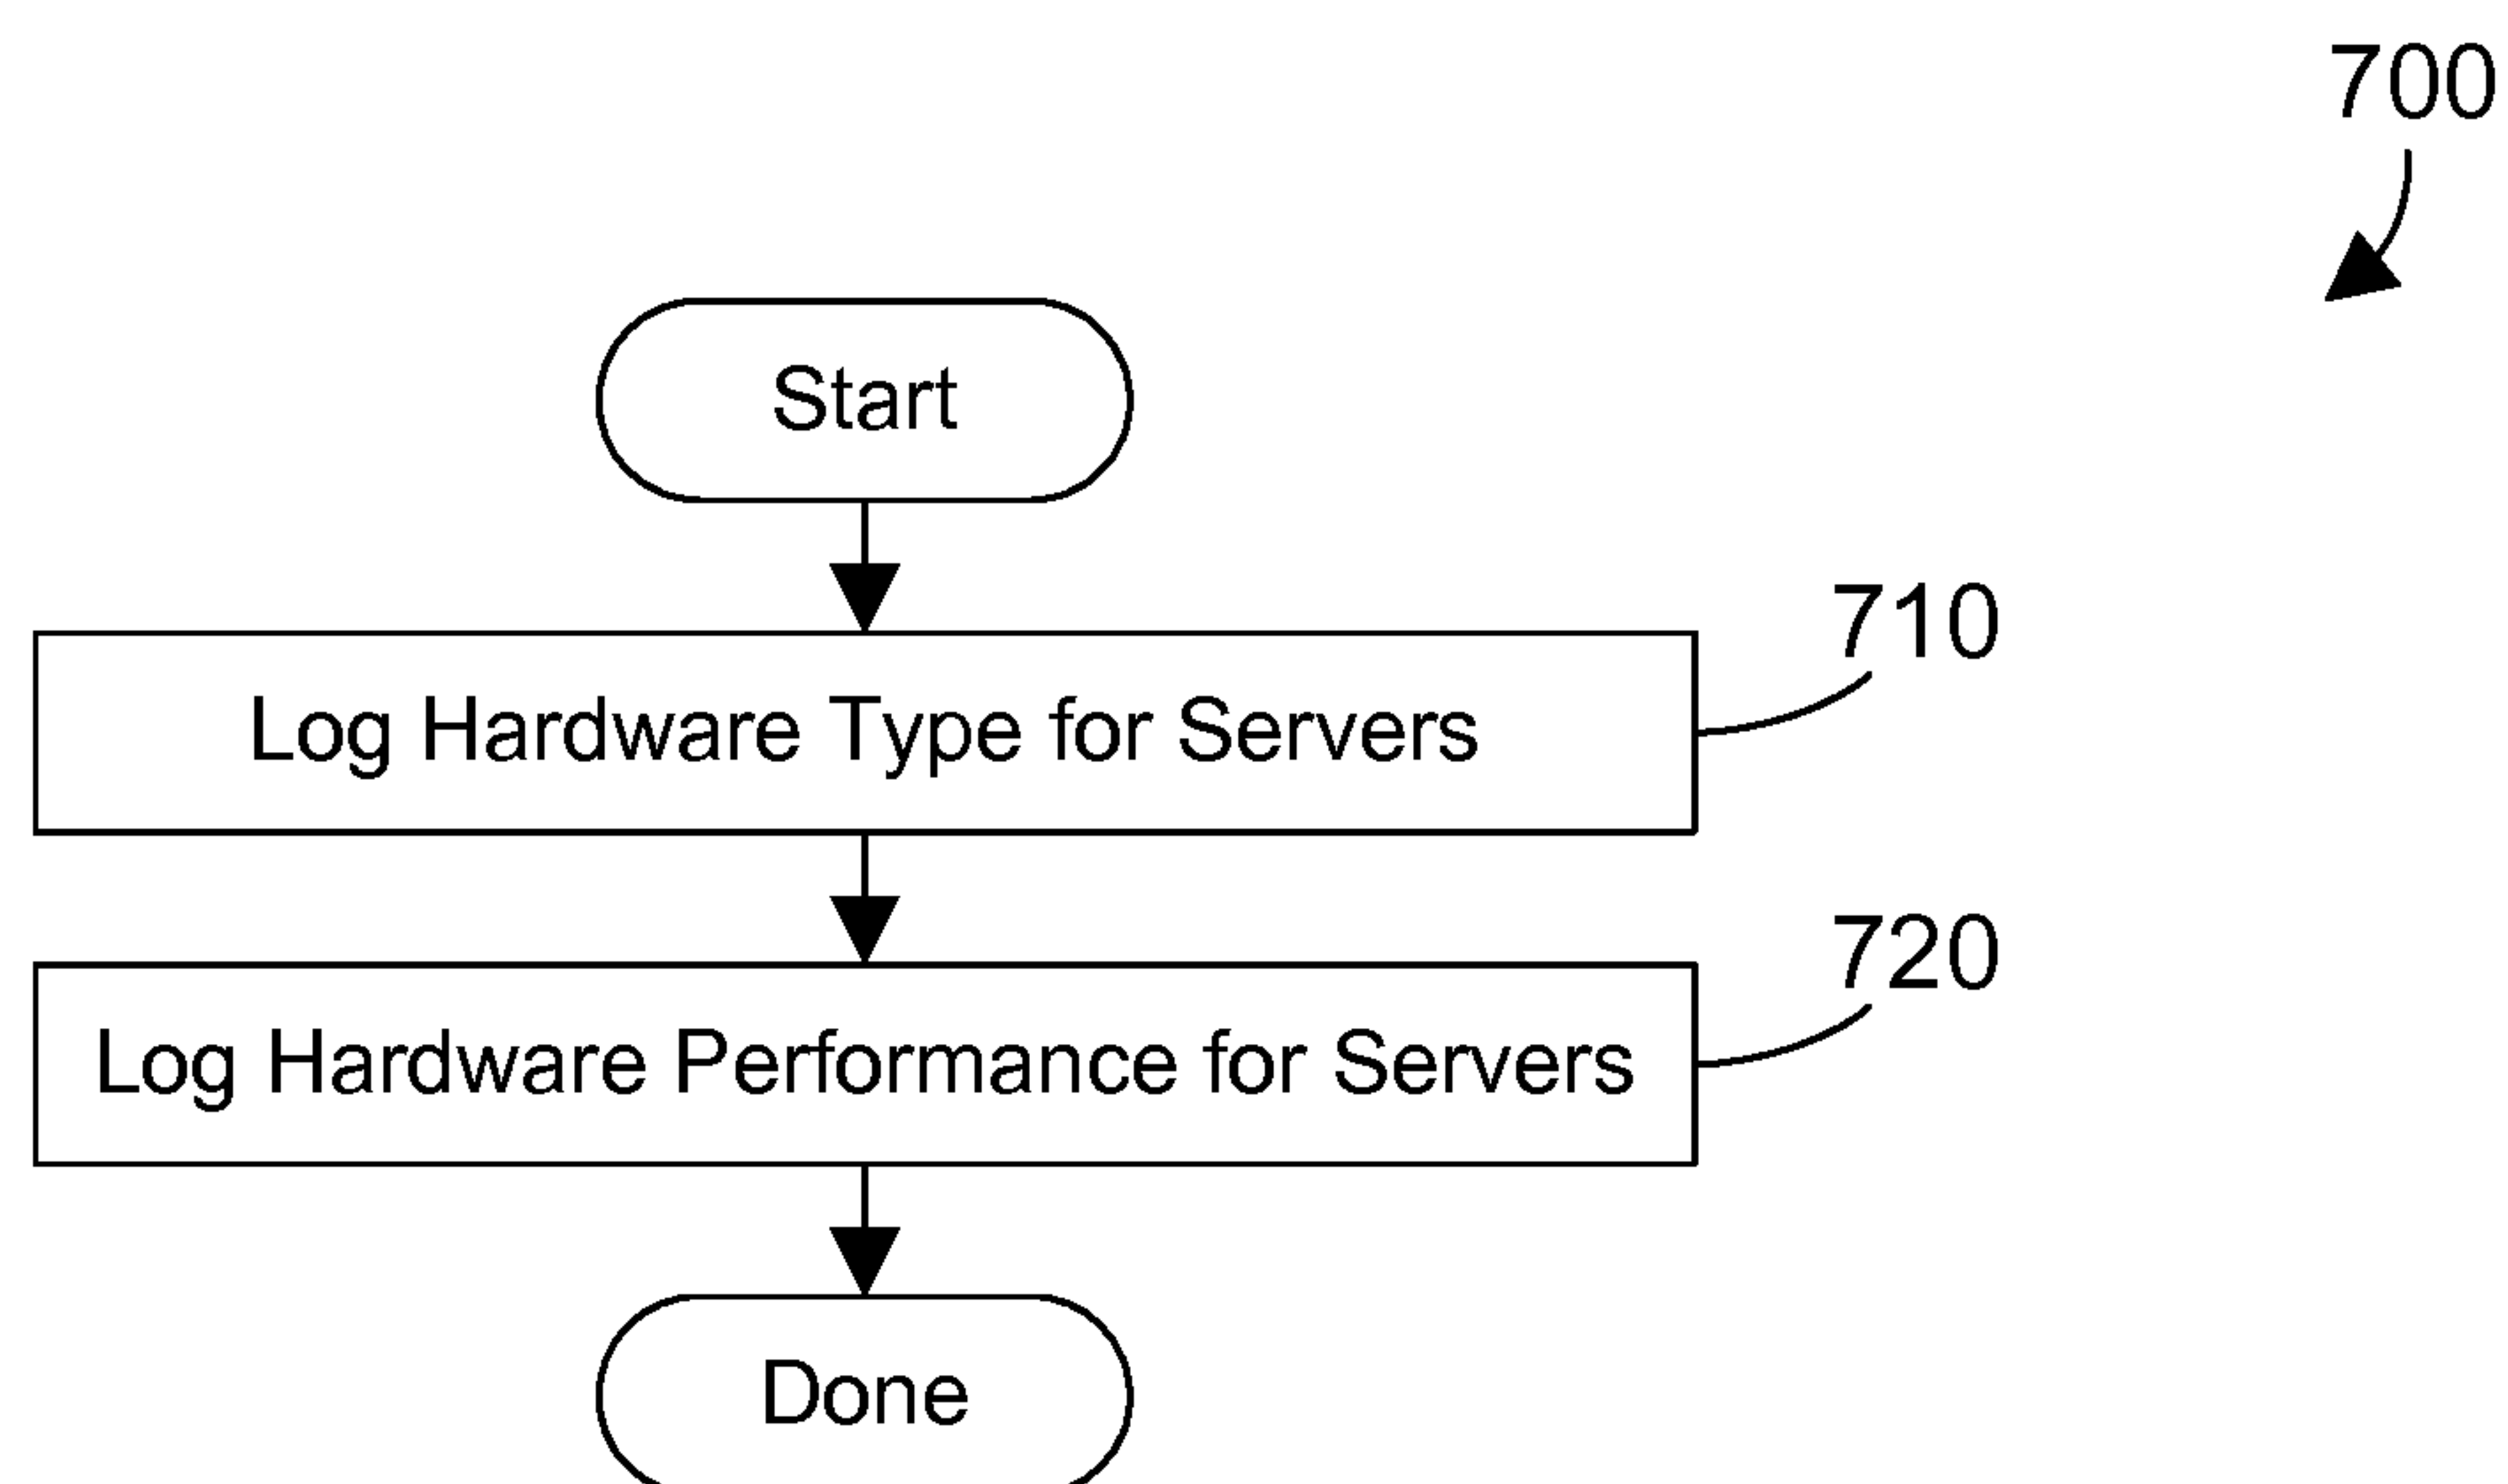 700
Start
710
Log Hardware Type for Servers
720
Log Hardware Performance for Servers
Done